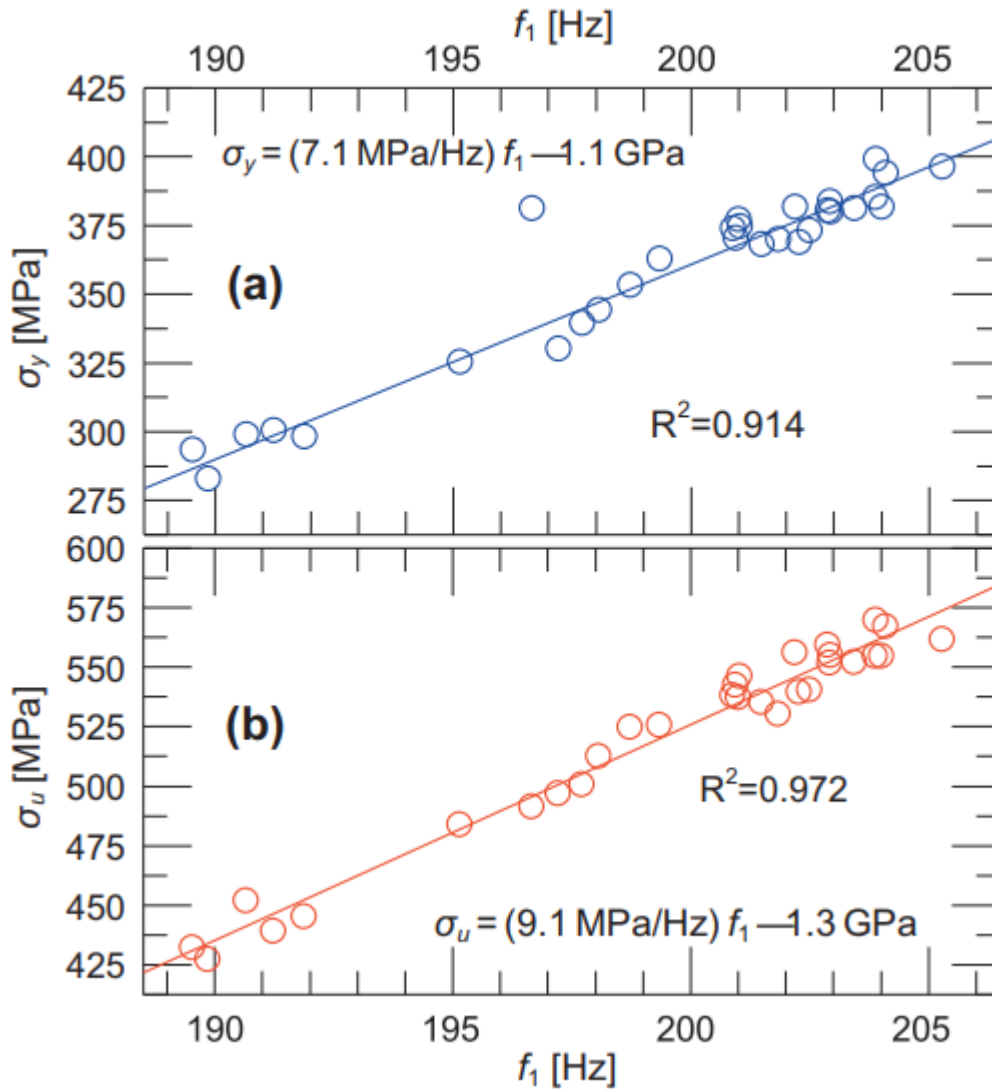 f₁ [Hz]
190 195 200 205
425
σy = (7.1 MPa/Hz) f₁ —1.1 GPa
400
375
(a)
350
σy [MPa]
325
R²=0.914
300
275
600
575
550
(b)
525
σu [MPa]
500
R²=0.972
475
450
σu = (9.1 MPa/Hz) f₁ —1.3 GPa
425
190 195 200 205
f₁ [Hz]